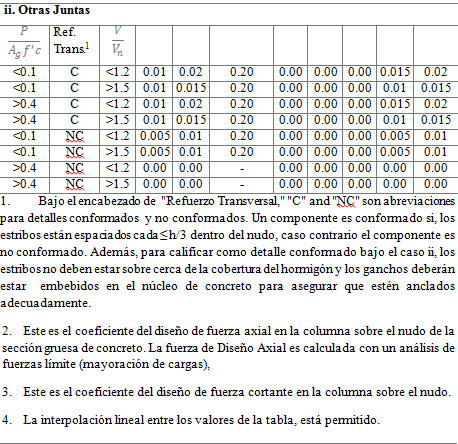 ii. Otras Juntas
P / A_g f'c Ref. Trans.¹ V / V_n
<0.1 C <1.2 0.01 0.02 0.20 0.00 0.00 0.00 0.015 0.02
<0.1 C >1.5 0.01 0.015 0.20 0.00 0.00 0.00 0.01 0.015
>0.4 C <1.2 0.01 0.02 0.20 0.00 0.00 0.00 0.015 0.02
>0.4 C >1.5 0.01 0.015 0.20 0.00 0.00 0.00 0.01 0.015
<0.1 NC <1.2 0.005 0.01 0.20 0.00 0.00 0.00 0.005 0.01
<0.1 NC >1.5 0.005 0.01 0.20 0.00 0.00 0.00 0.005 0.01
>0.4 NC <1.2 0.00 0.00 - 0.00 0.00 0.00 0.00 0.00
>0.4 NC >1.5 0.00 0.00 - 0.00 0.00 0.00 0.00 0.00
1. Bajo el encabezado de "Refuerzo Transversal," "C" and "NC" son abreviaciones
para detalles conformados y no conformados. Un componente es conformado si, los
estribos están espaciados cada ≤h/3 dentro del nudo, caso contrario el componente es
no conformado. Además, para calificar como detalle conformado bajo el caso ii, los
estribos no deben estar sobre cerca de la cobertura del hormigón y los ganchos deberán
estar embebidos en el núcleo de concreto para asegurar que estén anclados
adecuadamente.
2. Este es el coeficiente del diseño de fuerza axial en la columna sobre el nudo de la
sección gruesa de concreto. La fuerza de Diseño Axial es calculada con un análisis de
fuerzas límite (mayoración de cargas),
3. Este es el coeficiente del diseño de fuerza cortante en la columna sobre el nudo.
4. La interpolación lineal entre los valores de la tabla, está permitido.